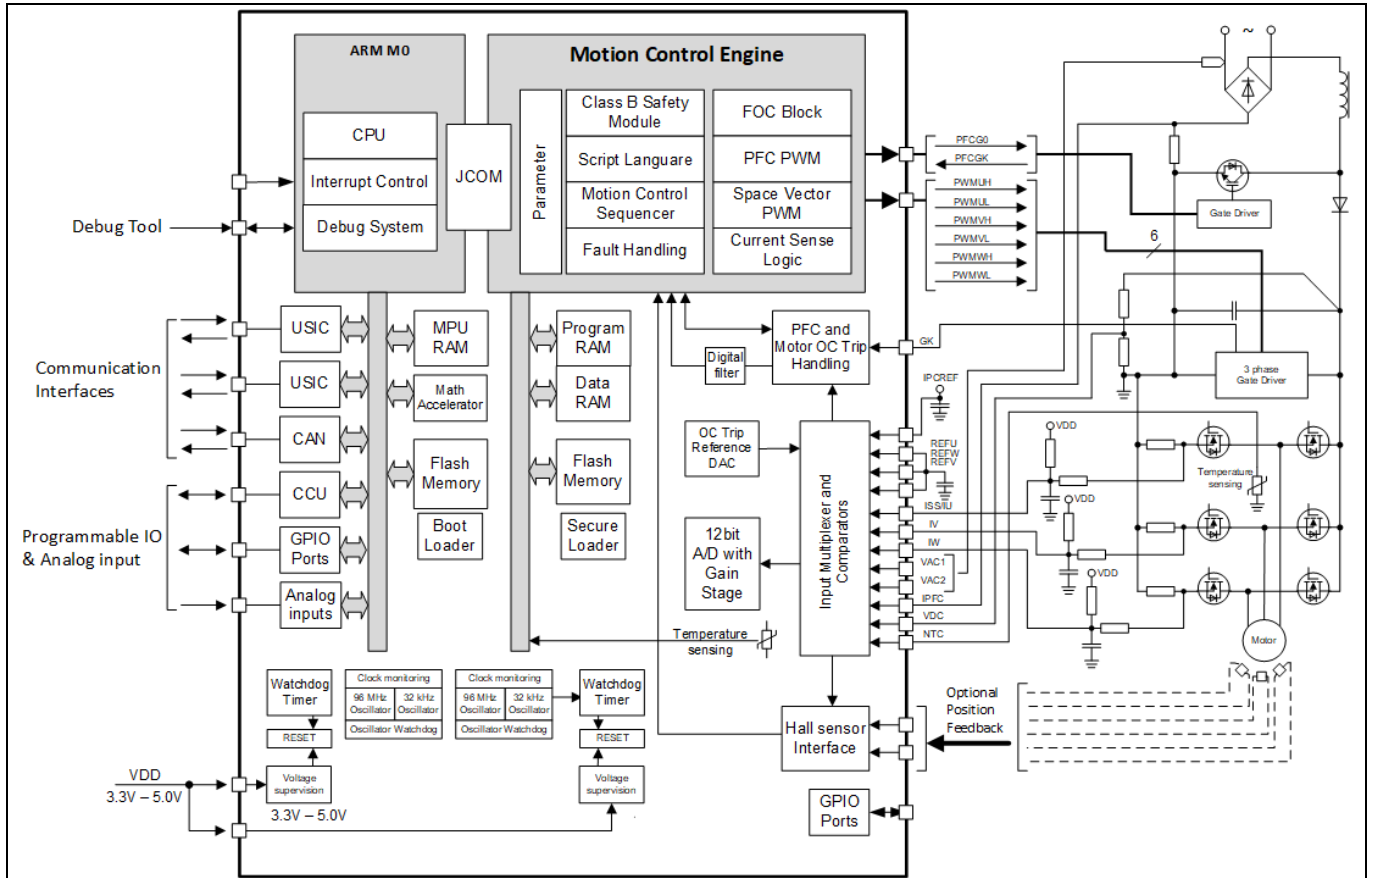 ARM M0
CPU
Interrupt Control
Debug System
JCOM
Motion Control Engine
Parameter
Class B Safety
Module
Script Languare
Motion Control
Sequencer
Fault Handling
FOC Block
PFC PWM
Space Vector
PWM
Current Sense
Logic
Debug Tool
Communication
Interfaces
Programmable IO
& Analog input
USIC
USIC
CAN
CCU
GPIO
Ports
Analog
inputs
MPU
RAM
Math
Accelerator
Flash
Memory
Boot
Loader
Program
RAM
Data
RAM
Flash
Memory
Secure
Loader
Digital
filter
PFC and
Motor OC Trip
Handling
OC Trip
Reference
DAC
12bit
A/D with
Gain
Stage
Input Multiplexer and
Comparators
Temperature
sensing
Hall sensor
Interface
GPIO
Ports
Watchdog
Timer
RESET
Voltage
supervision
3.3V – 5.0V
Clock monitoring
96 MHz
Oscillator
32 kHz
Oscillator
Oscillator Watchdog
Clock monitoring
96 MHz
Oscillator
32 kHz
Oscillator
Oscillator Watchdog
Watchdog
Timer
RESET
Voltage
supervision
VDD
3.3V – 5.0V
PFCG0
PFCGK
PWMUH
PWMUL
PWMVH
PWMVL
PWMWH
PWMWL
GK
IPCREF
REFU
REFW
REFV
ISS/IU
IV
IW
VAC1
VAC2
IPFC
VDC
NTC
~
Gate Driver
6
3 phase
Gate Driver
VDD
VDD
VDD
Temperature
sensing
Motor
Optional
Position
Feedback